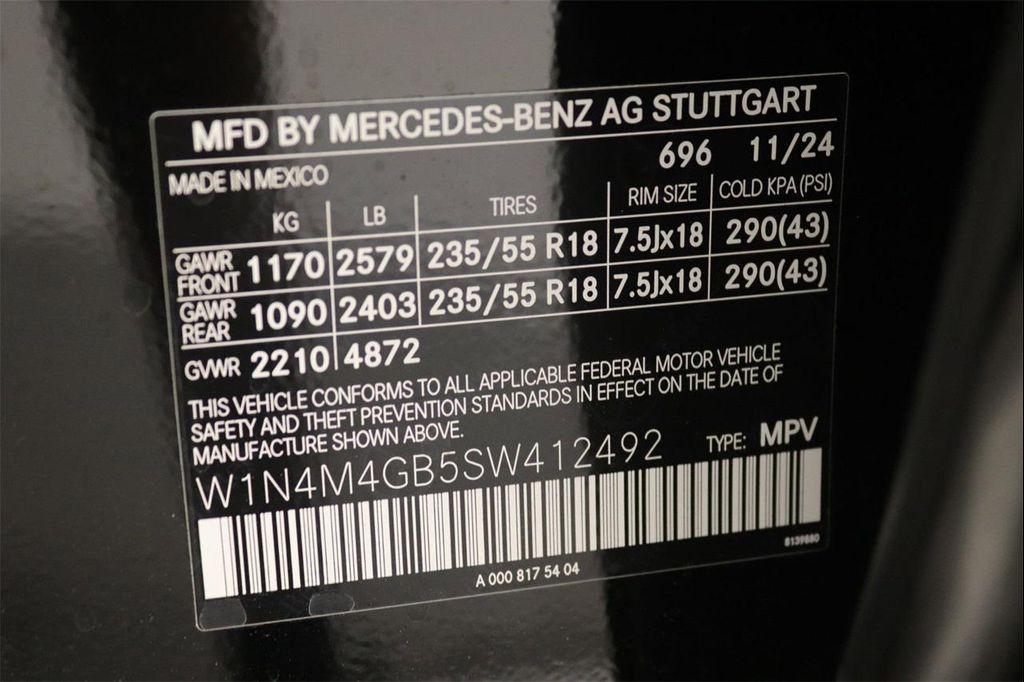 MFD BY MERCEDES-BENZ AG STUTTGART
696 11/24
MADE IN MEXICO
KG LB TIRES RIM SIZE COLD KPA (PSI)
GAWR FRONT 1170 2579 235/55 R18 7.5Jx18 290(43)
GAWR REAR 1090 2403 235/55 R18 7.5Jx18 290(43)
GVWR 2210 4872
THIS VEHICLE CONFORMS TO ALL APPLICABLE FEDERAL MOTOR VEHICLE
SAFETY AND THEFT PREVENTION STANDARDS IN EFFECT ON THE DATE OF
MANUFACTURE SHOWN ABOVE.
W1N4M4GB5SW412492 TYPE: MPV
8139880
A 000 817 54 04